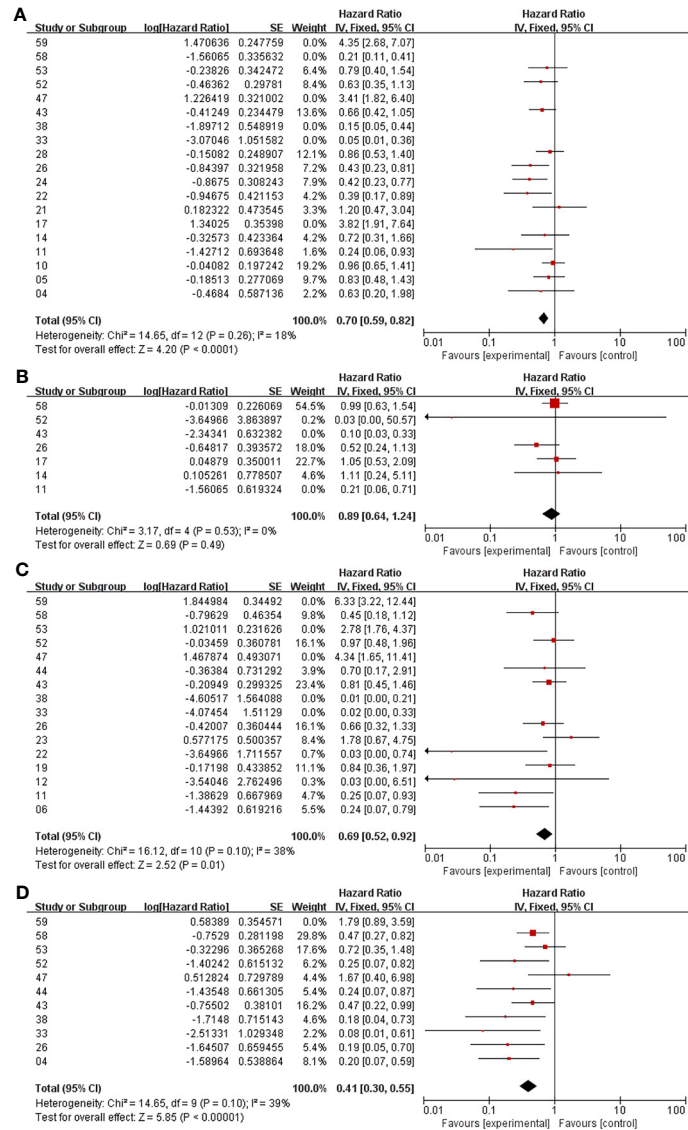 A
Hazard Ratio Hazard Ratio
Study or Subgroup log[Hazard Ratio] SE Weight IV, Fixed, 95% CI IV, Fixed, 95% CI
59 1.470636 0.247759 0.0% 4.35 [2.68, 7.07]
58 -1.56065 0.335632 0.0% 0.21 [0.11, 0.41]
53 -0.23826 0.342472 6.4% 0.79 [0.40, 1.54]
52 -0.46362 0.29781 8.4% 0.63 [0.35, 1.13]
47 1.226419 0.321002 0.0% 3.41 [1.82, 6.40]
43 -0.41249 0.234479 13.6% 0.66 [0.42, 1.05]
38 -1.89712 0.548919 0.0% 0.15 [0.05, 0.44]
33 -3.07046 1.051582 0.0% 0.05 [0.01, 0.36]
28 -0.15082 0.248907 12.1% 0.86 [0.53, 1.40]
26 -0.84397 0.321958 7.2% 0.43 [0.23, 0.81]
24 -0.8675 0.308243 7.9% 0.42 [0.23, 0.77]
22 -0.94675 0.421153 4.2% 0.39 [0.17, 0.89]
21 0.182322 0.473545 3.3% 1.20 [0.47, 3.04]
17 1.34025 0.35398 0.0% 3.82 [1.91, 7.64]
14 -0.32573 0.423364 4.2% 0.72 [0.31, 1.66]
11 -1.42712 0.693648 1.6% 0.24 [0.06, 0.93]
10 -0.04082 0.197242 19.2% 0.96 [0.65, 1.41]
05 -0.18513 0.277069 9.7% 0.83 [0.48, 1.43]
04 -0.4684 0.587136 2.2% 0.63 [0.20, 1.98]
Total (95% CI) 100.0% 0.70 [0.59, 0.82]
Heterogeneity: Chi² = 14.65, df = 12 (P = 0.26); I² = 18%
Test for overall effect: Z = 4.20 (P < 0.0001)
0.01 0.1 1 10 100
Favours [experimental] Favours [control]
B
Hazard Ratio Hazard Ratio
Study or Subgroup log[Hazard Ratio] SE Weight IV, Fixed, 95% CI IV, Fixed, 95% CI
58 -0.01309 0.226069 54.5% 0.99 [0.63, 1.54]
52 -3.64966 3.863897 0.2% 0.03 [0.00, 50.57]
43 -2.34341 0.632382 0.0% 0.10 [0.03, 0.33]
26 -0.64817 0.393572 18.0% 0.52 [0.24, 1.13]
17 0.04879 0.350011 22.7% 1.05 [0.53, 2.09]
14 0.105261 0.778507 4.6% 1.11 [0.24, 5.11]
11 -1.56065 0.619324 0.0% 0.21 [0.06, 0.71]
Total (95% CI) 100.0% 0.89 [0.64, 1.24]
Heterogeneity: Chi² = 3.17, df = 4 (P = 0.53); I² = 0%
Test for overall effect: Z = 0.69 (P = 0.49)
0.01 0.1 1 10 100
Favours [experimental] Favours [control]
C
Hazard Ratio Hazard Ratio
Study or Subgroup log[Hazard Ratio] SE Weight IV, Fixed, 95% CI IV, Fixed, 95% CI
59 1.844984 0.34492 0.0% 6.33 [3.22, 12.44]
58 -0.79629 0.46354 9.8% 0.45 [0.18, 1.12]
53 1.021011 0.231626 0.0% 2.78 [1.76, 4.37]
52 -0.03459 0.360781 16.1% 0.97 [0.48, 1.96]
47 1.467874 0.493071 0.0% 4.34 [1.65, 11.41]
44 -0.36384 0.731292 3.9% 0.70 [0.17, 2.91]
43 -0.20949 0.299325 23.4% 0.81 [0.45, 1.46]
38 -4.60517 1.564088 0.0% 0.01 [0.00, 0.21]
33 -4.07454 1.51129 0.0% 0.02 [0.00, 0.33]
26 -0.42007 0.360444 16.1% 0.66 [0.32, 1.33]
23 0.577175 0.500357 8.4% 1.78 [0.67, 4.75]
22 -3.64966 1.711557 0.7% 0.03 [0.00, 0.74]
19 -0.17198 0.433852 11.1% 0.84 [0.36, 1.97]
12 -3.54046 2.762496 0.3% 0.03 [0.00, 6.51]
11 -1.38629 0.667969 4.7% 0.25 [0.07, 0.93]
06 -1.44392 0.619216 5.5% 0.24 [0.07, 0.79]
Total (95% CI) 100.0% 0.69 [0.52, 0.92]
Heterogeneity: Chi² = 16.12, df = 10 (P = 0.10); I² = 38%
Test for overall effect: Z = 2.52 (P = 0.01)
0.01 0.1 1 10 100
Favours [experimental] Favours [control]
D
Hazard Ratio Hazard Ratio
Study or Subgroup log[Hazard Ratio] SE Weight IV, Fixed, 95% CI IV, Fixed, 95% CI
59 0.58389 0.354571 0.0% 1.79 [0.89, 3.59]
58 -0.7529 0.281198 29.8% 0.47 [0.27, 0.82]
53 -0.32296 0.365268 17.6% 0.72 [0.35, 1.48]
52 -1.40242 0.615132 6.2% 0.25 [0.07, 0.82]
47 0.512824 0.729789 4.4% 1.67 [0.40, 6.98]
44 -1.43548 0.661305 5.4% 0.24 [0.07, 0.87]
43 -0.75502 0.38101 16.2% 0.47 [0.22, 0.99]
38 -1.7148 0.715143 4.6% 0.18 [0.04, 0.73]
33 -2.51331 1.029348 2.2% 0.08 [0.01, 0.61]
26 -1.64507 0.659455 5.4% 0.19 [0.05, 0.70]
04 -1.58964 0.538864 8.1% 0.20 [0.07, 0.59]
Total (95% CI) 100.0% 0.41 [0.30, 0.55]
Heterogeneity: Chi² = 14.65, df = 9 (P = 0.10); I² = 39%
Test for overall effect: Z = 5.85 (P < 0.00001)
0.01 0.1 1 10 100
Favours [experimental] Favours [control]